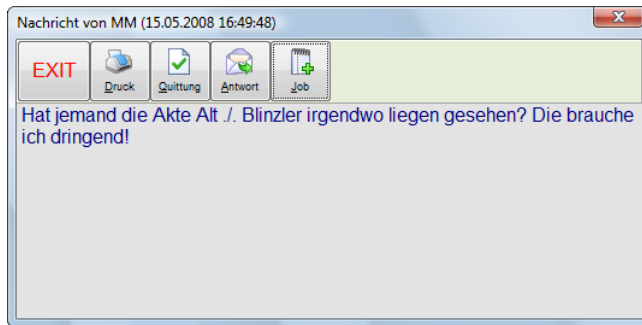 Nachricht von MM (15.05.2008 16:49:48)
EXIT
Druck
Quittung
Antwort
Job
Hat jemand die Akte Alt ./. Blinzler irgendwo liegen gesehen? Die brauche
ich dringend!